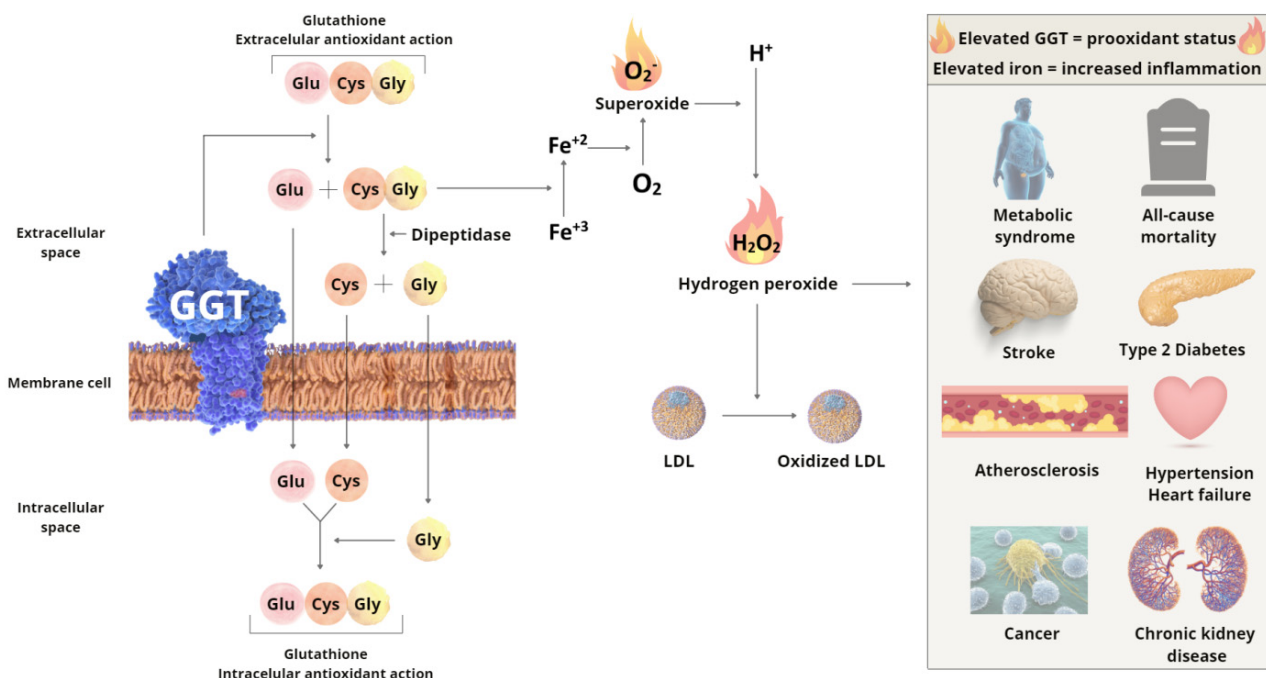 Glutathione
Extracelular antioxidant action
Glu Cys Gly
Glu + Cys Gly
Dipeptidase
Cys + Gly
Extracellular
space
GGT
Membrane cell
Intracellular
space
Glu Cys
Gly
Glu Cys Gly
Glutathione
Intracelular antioxidant action
Fe+2
Fe+3
O2-
Superoxide
O2
H+
H2O2
Hydrogen peroxide
LDL
Oxidized LDL
Elevated GGT = prooxidant status
Elevated iron = increased inflammation
Metabolic
syndrome
All-cause
mortality
Stroke
Type 2 Diabetes
Atherosclerosis
Hypertension
Heart failure
Cancer
Chronic kidney
disease